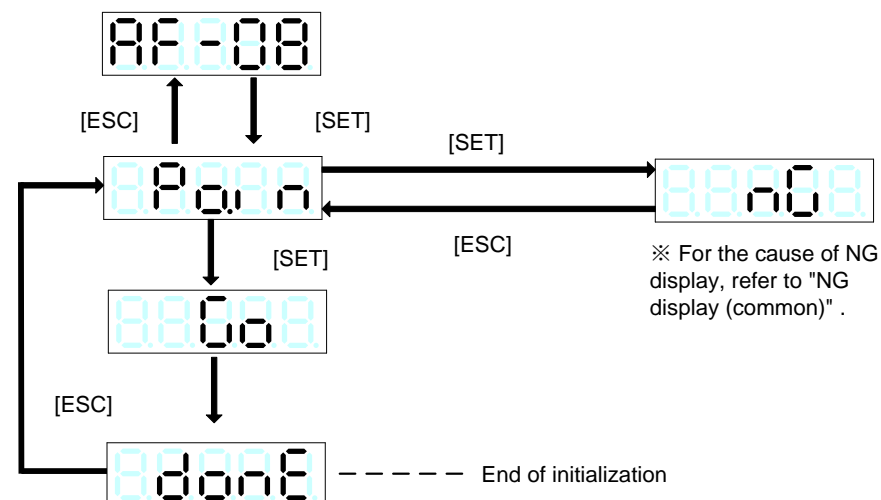 AF-08
[ESC]
[SET]
[SET]
Po.in
nG
[ESC]
[SET]
※ For the cause of NG
display, refer to "NG
display (common)" .
Go
[ESC]
donE
End of initialization